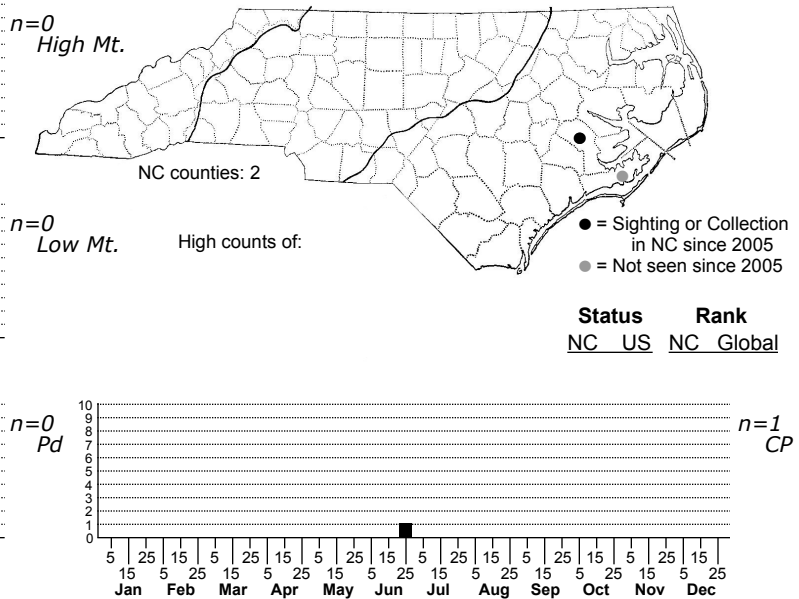 n=0
High Mt.
NC counties: 2
n=0
Low Mt.
High counts of:
● = Sighting or Collection
in NC since 2005
● = Not seen since 2005
Status Rank
NC US NC Global
n=0
Pd
n=1
CP
10
9
8
7
6
5
4
3
2
1
0
5 25 15 5 25 15 5 25 15 5 25 15 5 25 15 5 25 15
15 5 25 15 5 25 15 5 25 15 5 25 15 5 25 15 5 25
Jan Feb Mar Apr May Jun Jul Aug Sep Oct Nov Dec